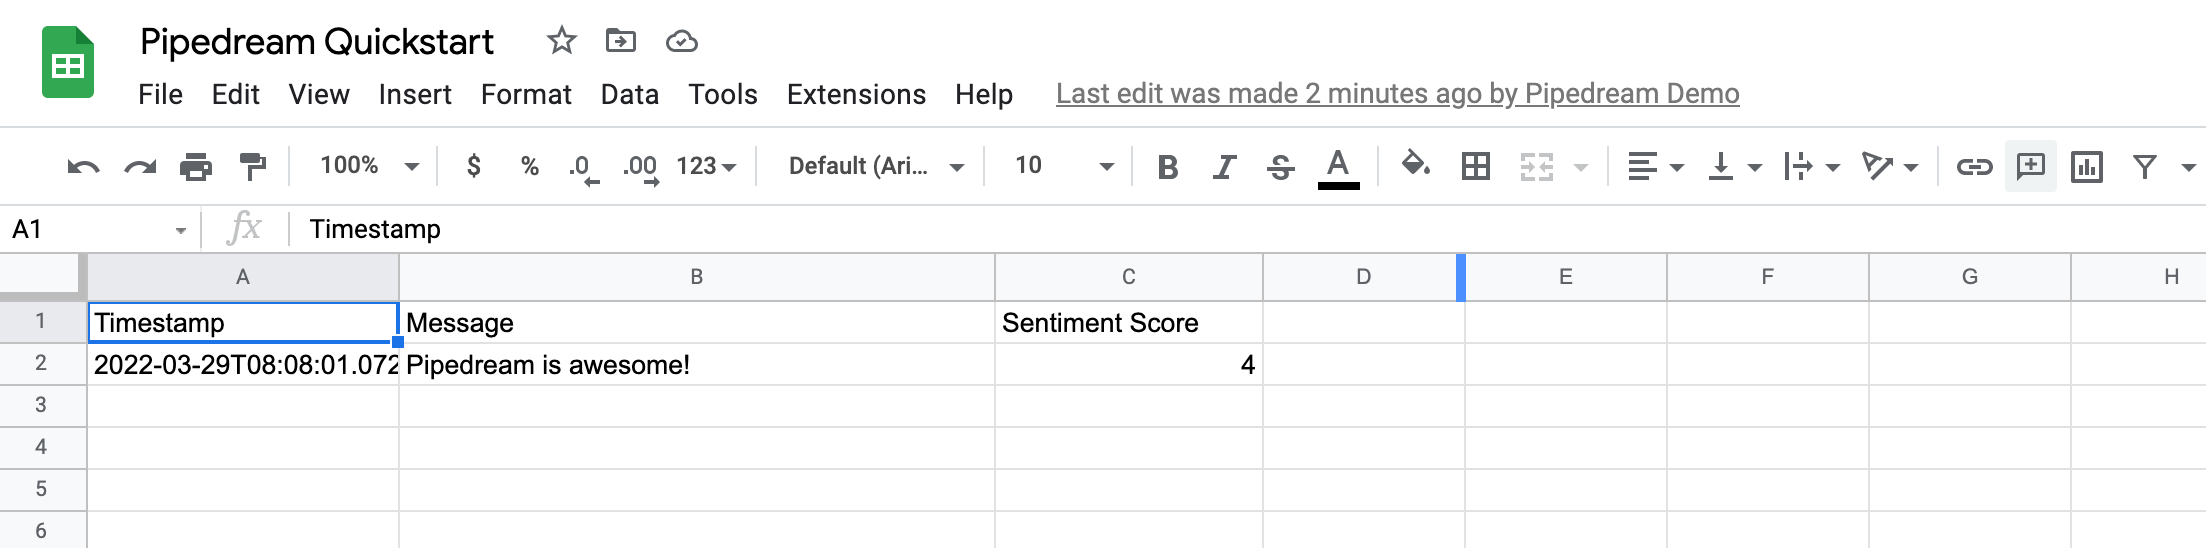 Pipedream Quickstart
File Edit View Insert Format Data Tools Extensions Help Last edit was made 2 minutes ago by Pipedream Demo
100% $ % .0 .00 123 Default (Ari... 10 B I S A
A1 fx Timestamp
A B C D E F G H
1 Timestamp Message Sentiment Score
2 2022-03-29T08:08:01.072 Pipedream is awesome! 4
3
4
5
6